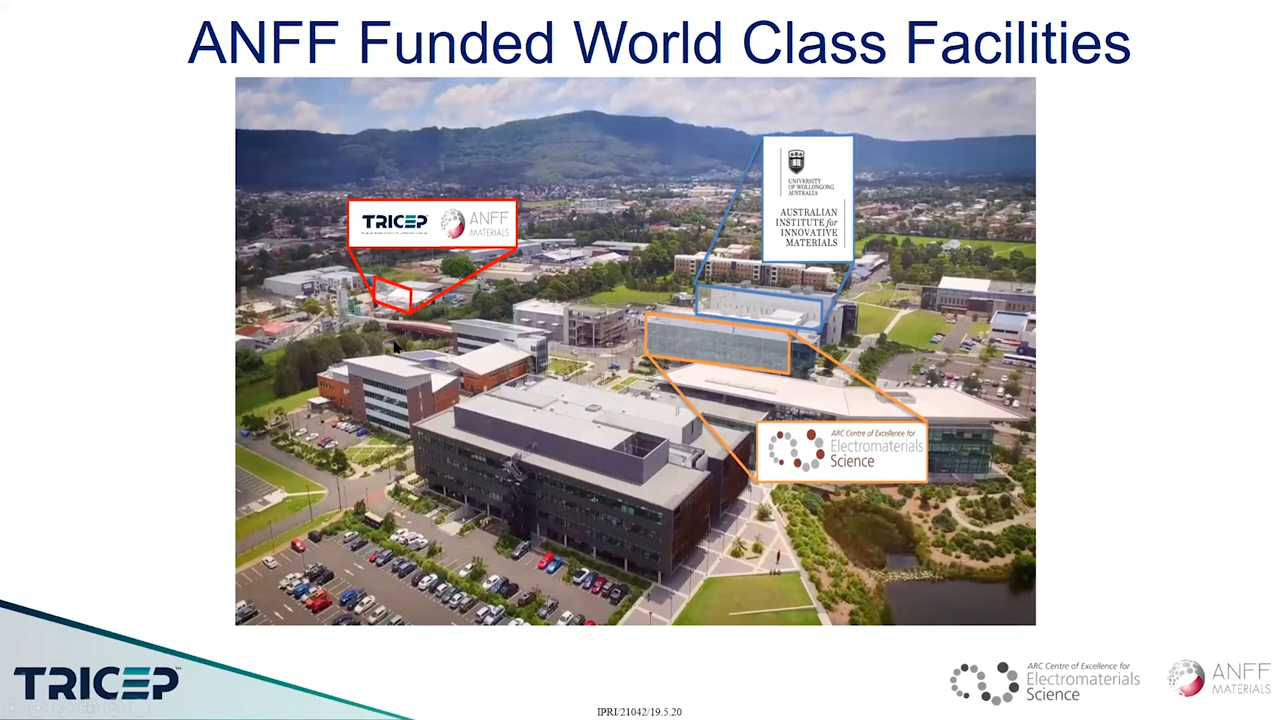 ANFF Funded World Class Facilities
UNIVERSITY
OF WOLLONGONG
AUSTRALIA
AUSTRALIAN
INSTITUTE for
INNOVATIVE
MATERIALS
TRICEP
ANFF
MATERIALS
ARC Centre of Excellence for
Electromaterials
Science
TRICEP
ARC Centre of Excellence for
Electromaterials
Science
ANFF
MATERIALS
IPRI/21042/19.5.20